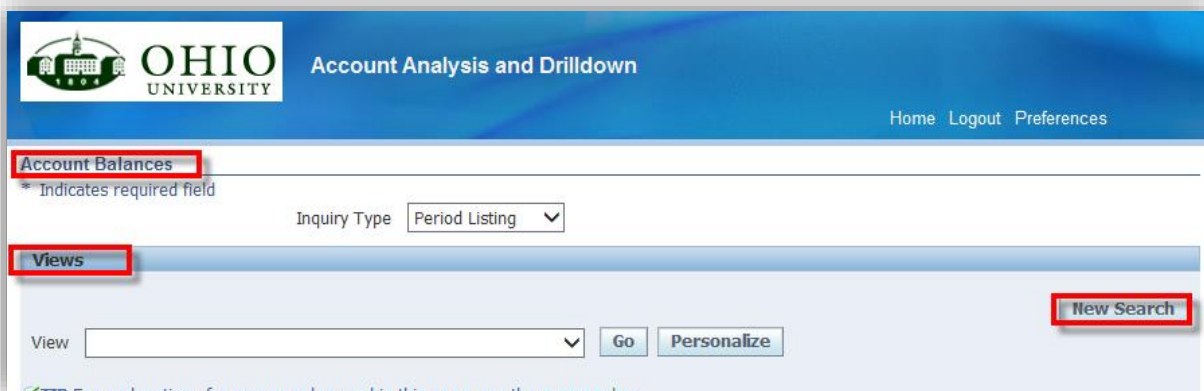 OHIO
UNIVERSITY
1804
Account Analysis and Drilldown
Home Logout Preferences
Account Balances
* Indicates required field
Inquiry Type Period Listing
Views
New Search
View Go Personalize
TIP